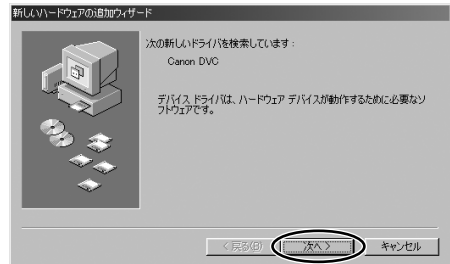 新しいハードウェアの追加ウィザード
次の新しいドライバを検索しています :
Canon DVC
デバイス ドライバは、ハードウェア デバイスが動作するために必要なソ
フトウェアです。
< 戻る(B)
次へ >
キャンセル